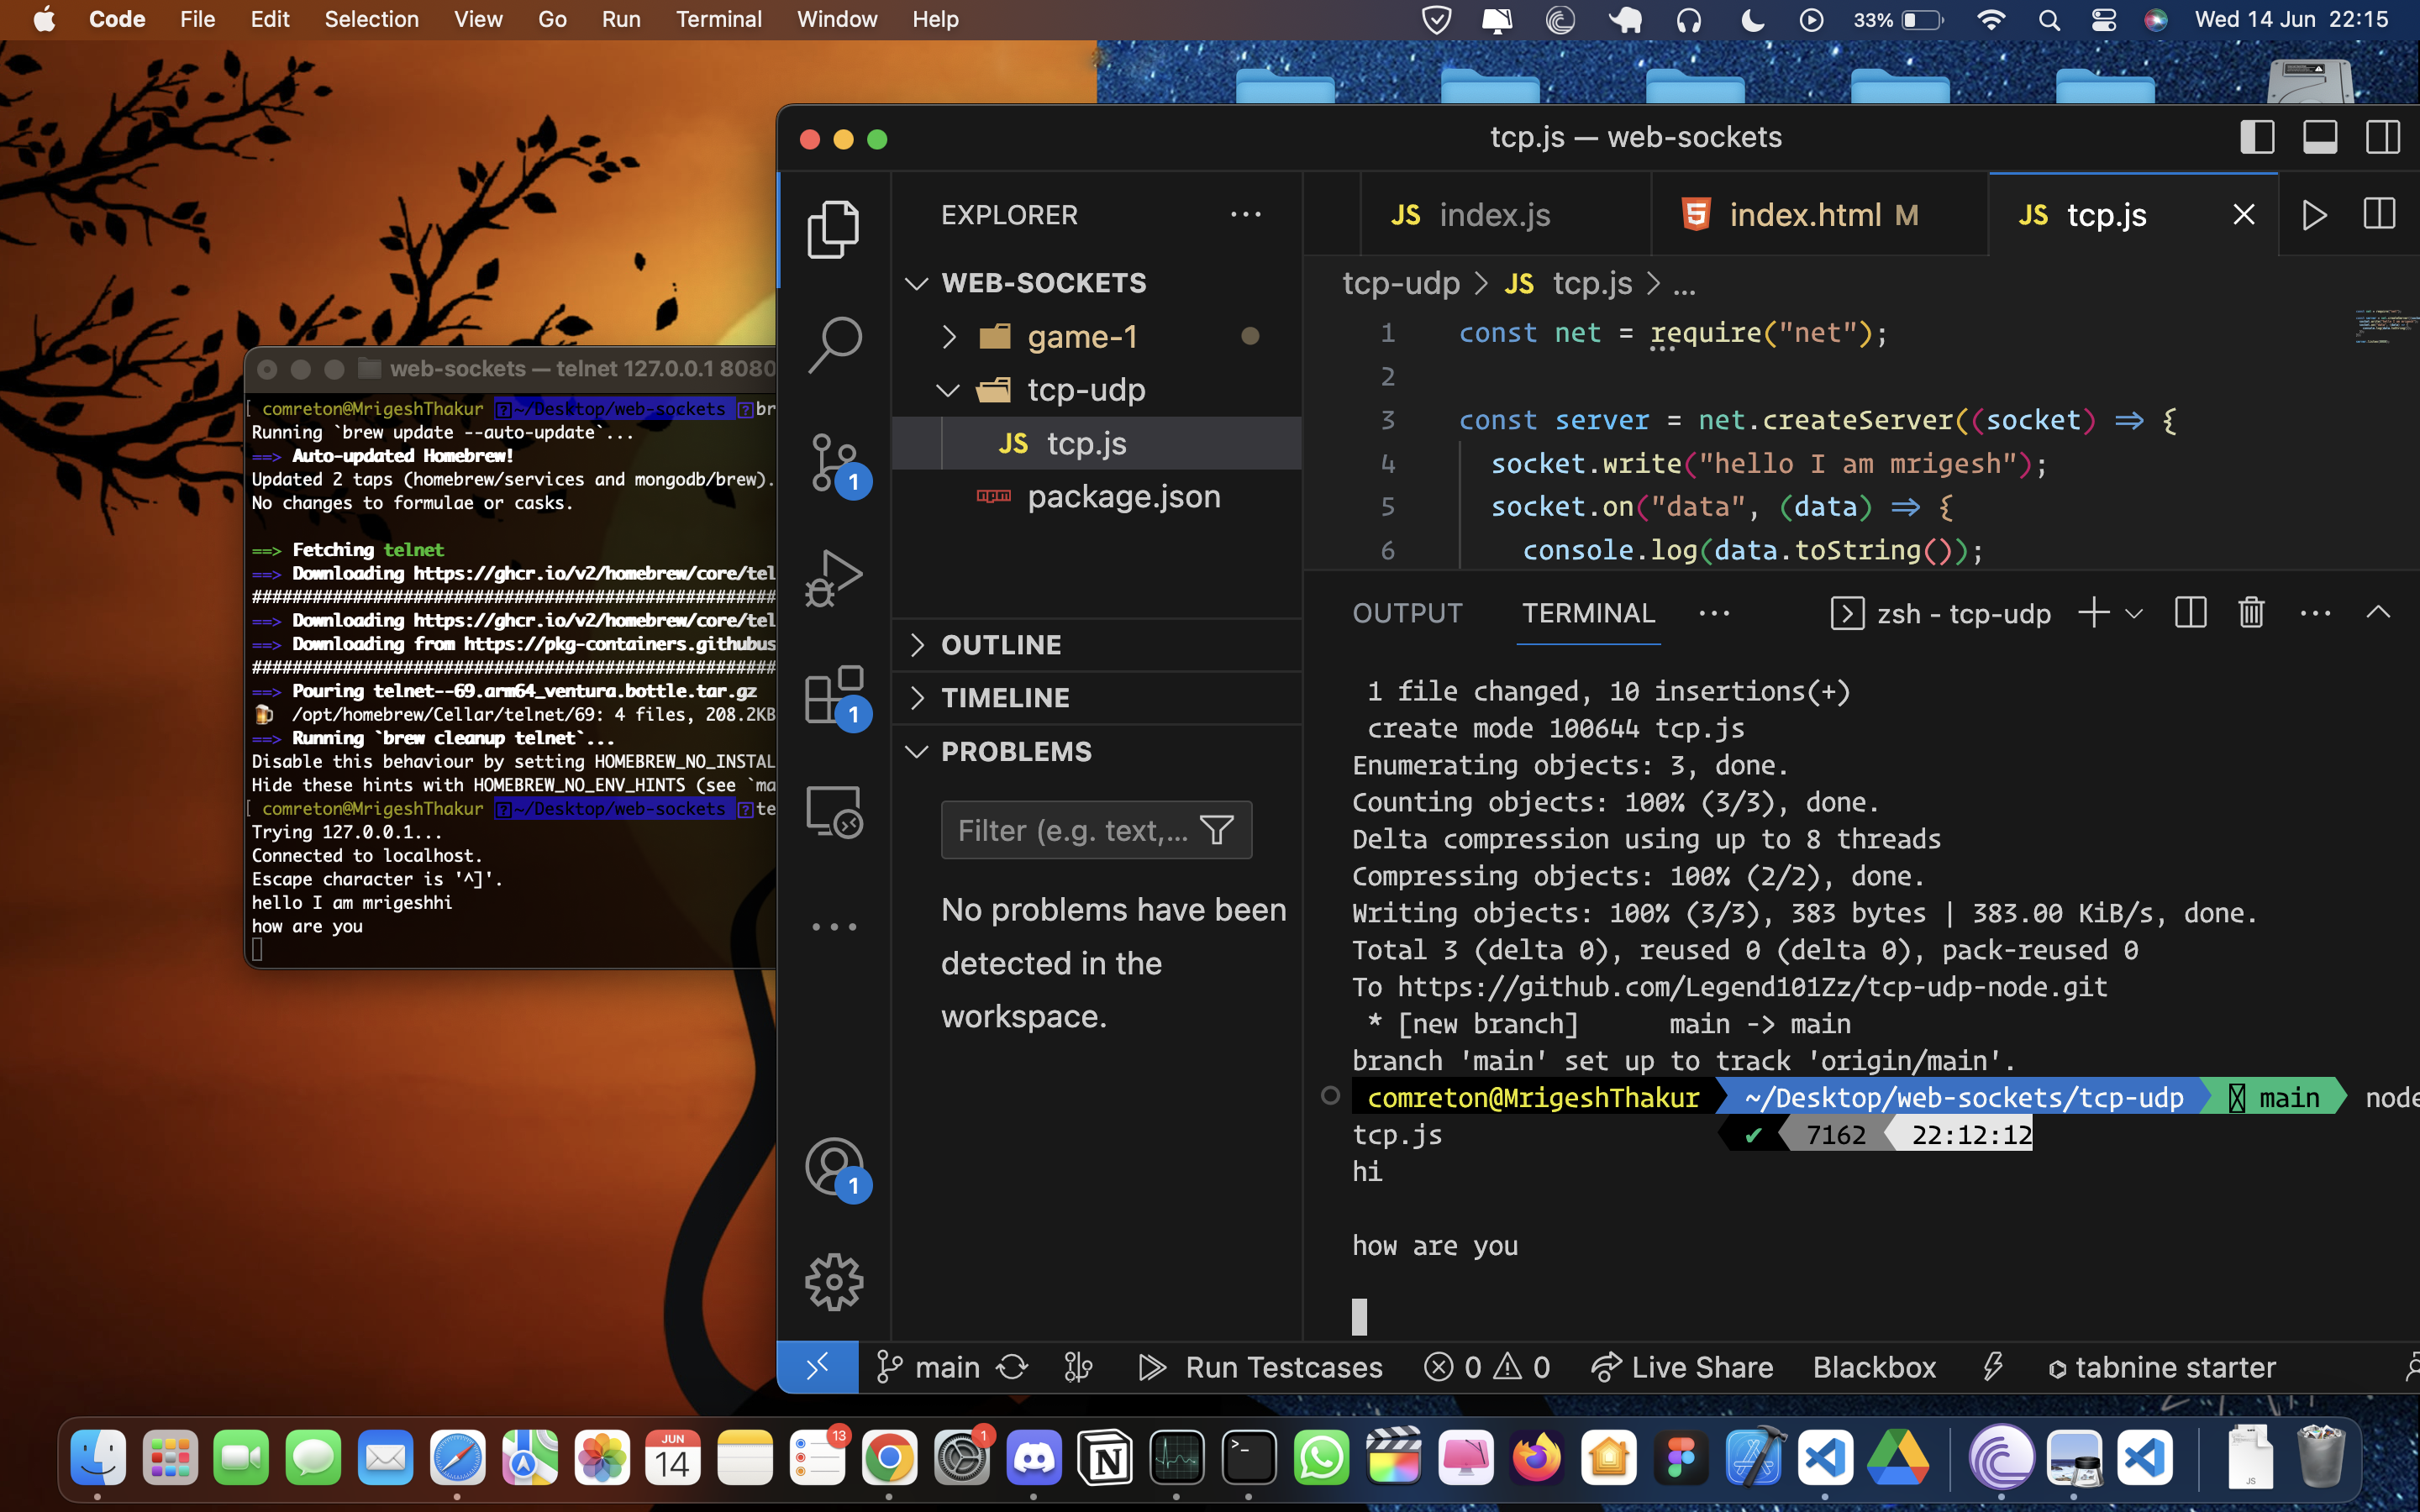 Code File Edit Selection View Go Run Terminal Window Help 33% Wed 14 Jun 22:15
web-sockets — telnet 127.0.0.1 8080
[ comreton@MrigeshThakur ~/Desktop/web-sockets br
Running `brew update --auto-update`...
==> Auto-updated Homebrew!
Updated 2 taps (homebrew/services and mongodb/brew).
No changes to formulae or casks.
==> Fetching telnet
==> Downloading https://ghcr.io/v2/homebrew/core/tel
################################################
==> Downloading https://ghcr.io/v2/homebrew/core/tel
==> Downloading from https://pkg-containers.githubus
################################################
==> Pouring telnet--69.arm64_ventura.bottle.tar.gz
🍺 /opt/homebrew/Cellar/telnet/69: 4 files, 208.2KB
==> Running `brew cleanup telnet`...
Disable this behaviour by setting HOMEBREW_NO_INSTAL
Hide these hints with HOMEBREW_NO_ENV_HINTS (see `ma
[ comreton@MrigeshThakur ~/Desktop/web-sockets te
Trying 127.0.0.1...
Connected to localhost.
Escape character is '^]'.
hello I am mrigeshhi
how are you
tcp.js — web-sockets
EXPLORER
WEB-SOCKETS
game-1
tcp-udp
JS tcp.js
package.json
OUTLINE
TIMELINE
PROBLEMS
Filter (e.g. text,...
No problems have been
detected in the
workspace.
1
1
1
JS index.js index.html M JS tcp.js
tcp-udp > JS tcp.js > ...
1 const net = require("net");
2
3 const server = net.createServer((socket) => {
4 socket.write("hello I am mrigesh");
5 socket.on("data", (data) => {
6 console.log(data.toString());
OUTPUT TERMINAL zsh - tcp-udp
1 file changed, 10 insertions(+)
create mode 100644 tcp.js
Enumerating objects: 3, done.
Counting objects: 100% (3/3), done.
Delta compression using up to 8 threads
Compressing objects: 100% (2/2), done.
Writing objects: 100% (3/3), 383 bytes | 383.00 KiB/s, done.
Total 3 (delta 0), reused 0 (delta 0), pack-reused 0
To https://github.com/Legend101Zz/tcp-udp-node.git
* [new branch] main -> main
branch 'main' set up to track 'origin/main'.
comreton@MrigeshThakur ~/Desktop/web-sockets/tcp-udp main node
tcp.js ✔ 7162 22:12:12
hi
how are you
main Run Testcases 0 0 Live Share Blackbox tabnine starter
JUN
14
13
1
JS